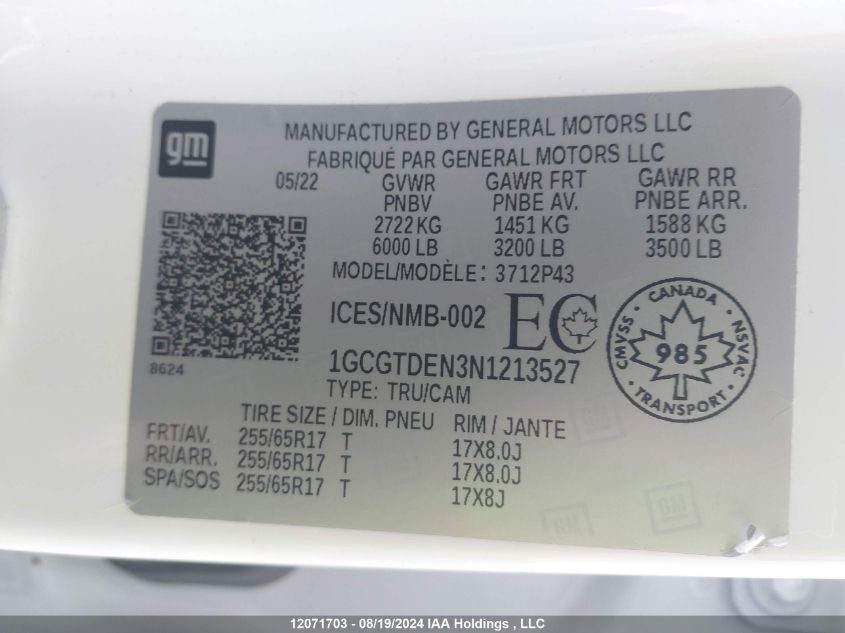 gm
MANUFACTURED BY GENERAL MOTORS LLC
FABRIQUÉ PAR GENERAL MOTORS LLC
05/22 GVWR GAWR FRT GAWR RR
PNBV PNBE AV. PNBE ARR.
2722 KG 1451 KG 1588 KG
6000 LB 3200 LB 3500 LB
MODEL/MODÈLE: 3712P43
ICES/NMB-002 EC
CANADA
CMVSS 985 NSVAC
TRANSPORT
8624
1GCGTDEN3N1213527
TYPE: TRU/CAM
TIRE SIZE / DIM. PNEU RIM / JANTE
FRT/AV. 255/65R17 T 17X8.0J
RR/ARR. 255/65R17 T 17X8.0J
SPA/SOS 255/65R17 T 17X8J
GM
GM
GM
12071703 - 08/19/2024 IAA Holdings , LLC